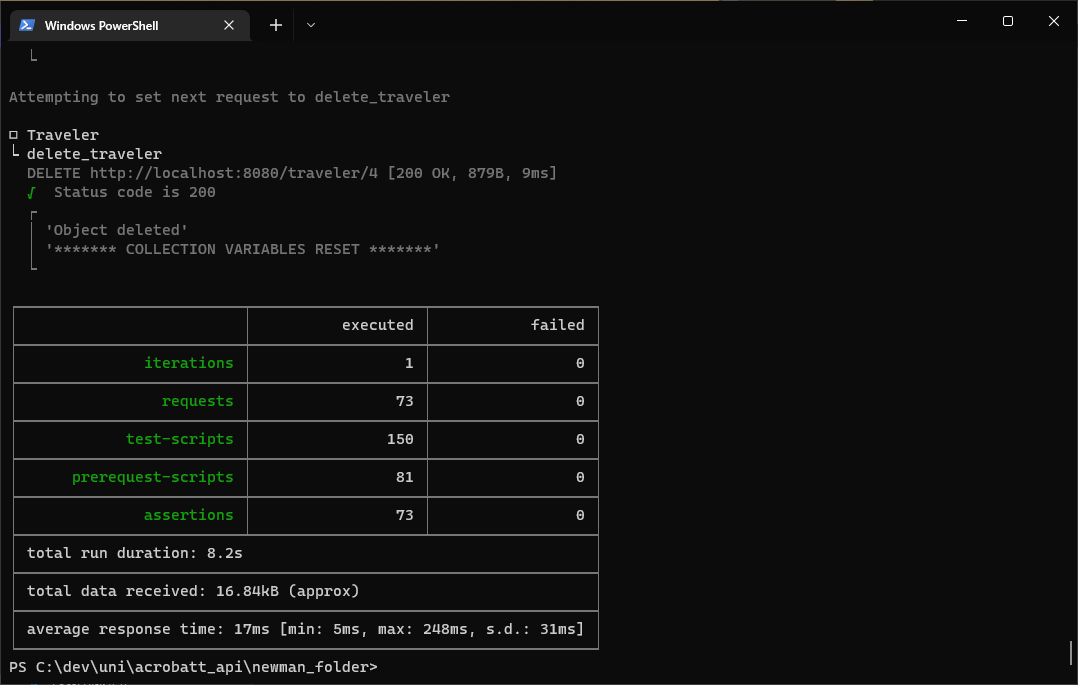 Windows PowerShell
Attempting to set next request to delete_traveler
Traveler
delete_traveler
DELETE http://localhost:8080/traveler/4 [200 OK, 879B, 9ms]
√ Status code is 200
'Object deleted'
'******* COLLECTION VARIABLES RESET *******'
executed failed
iterations 1 0
requests 73 0
test-scripts 150 0
prerequest-scripts 81 0
assertions 73 0
total run duration: 8.2s
total data received: 16.84kB (approx)
average response time: 17ms [min: 5ms, max: 248ms, s.d.: 31ms]
PS C:\dev\uni\acrobatt_api\newman_folder>